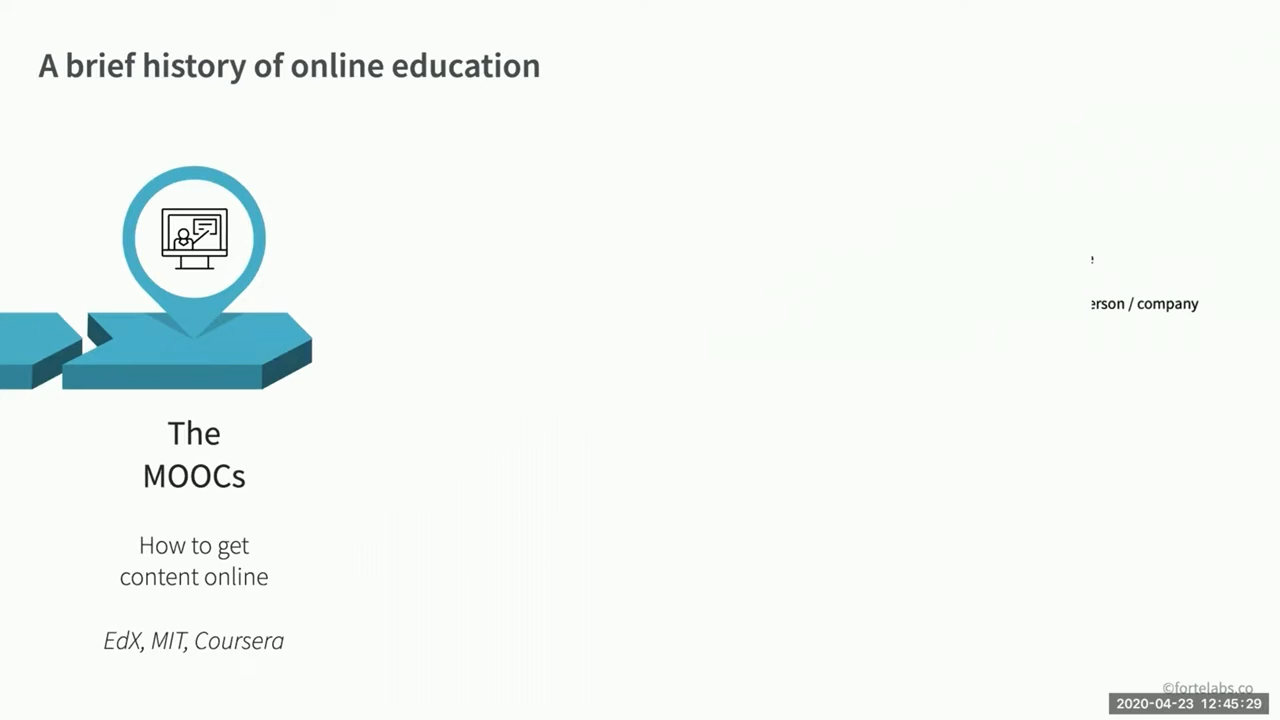 A brief history of online education
erson / company
The
MOOCs
How to get
content online
EdX, MIT, Coursera
©fortelabs.co
2020-04-23 12:45:29